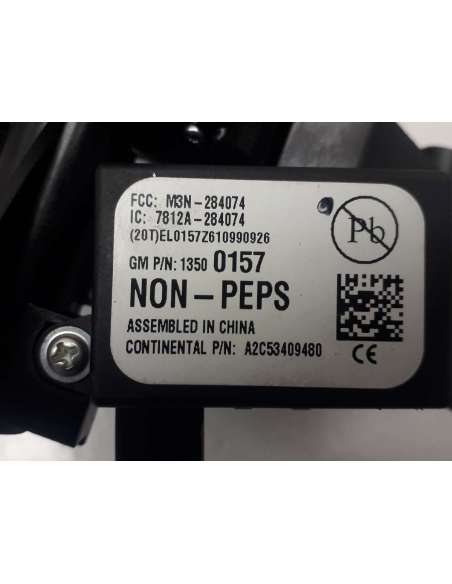 FCC: M3N-284074
IC: 7812A-284074
(20T)EL0157Z610990926
Pb
GM P/N: 1350 0157
NON-PEPS
ASSEMBLED IN CHINA
CONTINENTAL P/N: A2C53409480
CE